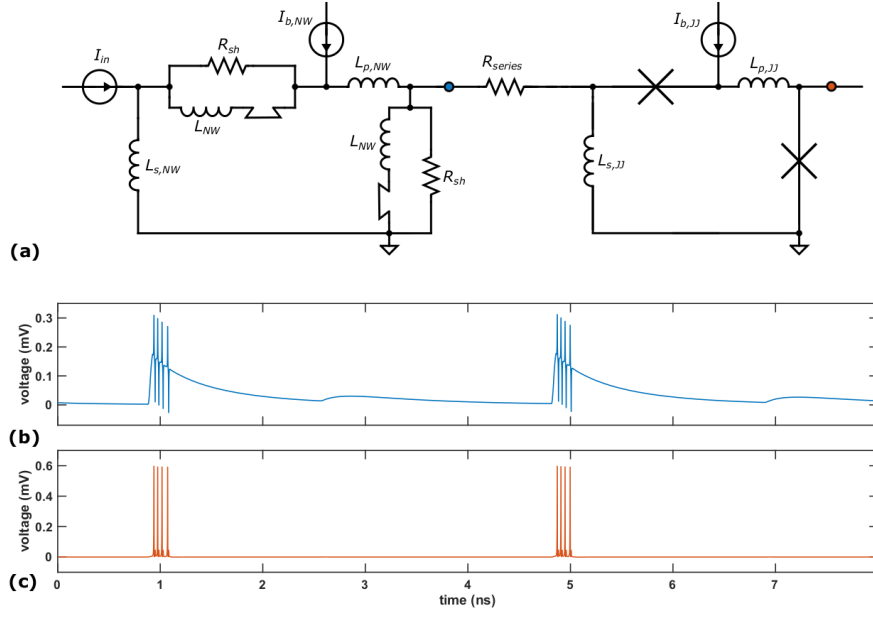 I_in
R_sh
I_b,NW
L_p,NW
R_series
I_b,JJ
L_p,JJ
L_NW
L_s,NW
L_NW
R_sh
L_s,JJ
(a)
voltage (mV)
0.3
0.2
0.1
0
(b)
voltage (mV)
0.6
0.4
0.2
0
(c)
0 1 2 3 4 5 6 7
time (ns)